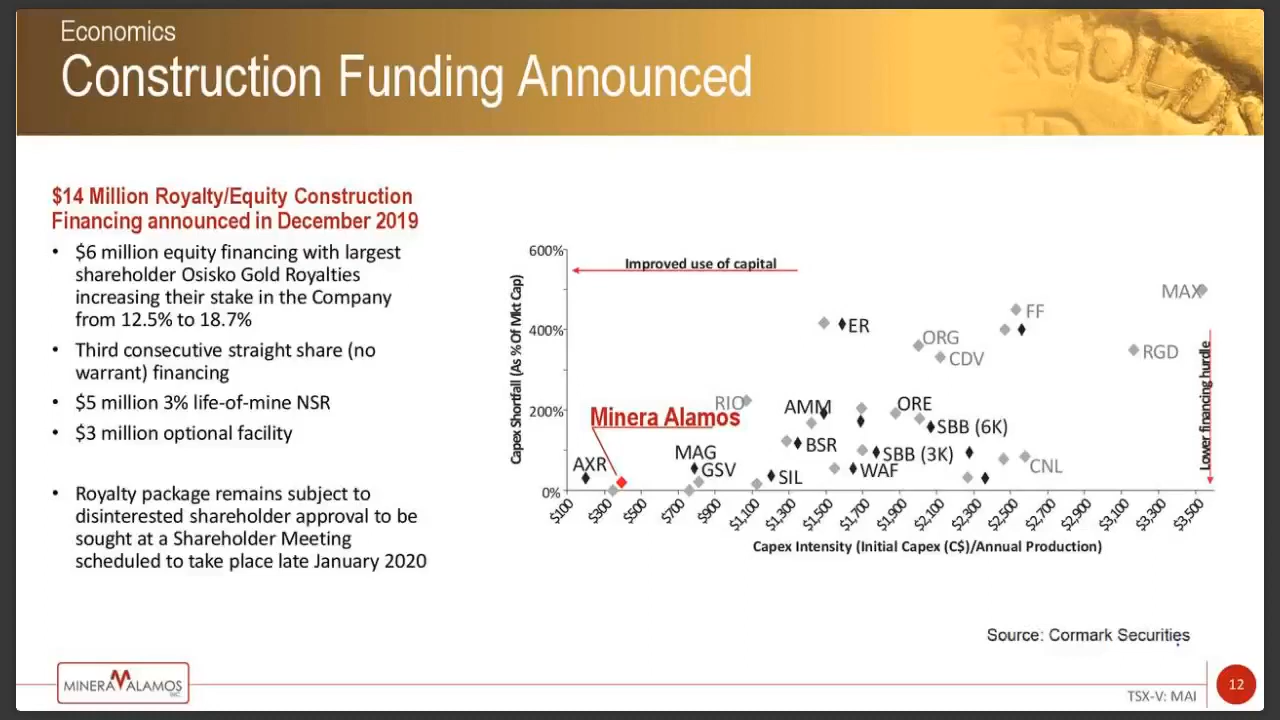 Economics
Construction Funding Announced
GOLD
$14 Million Royalty/Equity Construction
Financing announced in December 2019
• $6 million equity financing with largest
shareholder Osisko Gold Royalties
increasing their stake in the Company
from 12.5% to 18.7%
• Third consecutive straight share (no
warrant) financing
• $5 million 3% life-of-mine NSR
• $3 million optional facility
• Royalty package remains subject to
disinterested shareholder approval to be
sought at a Shareholder Meeting
scheduled to take place late January 2020
Capex Shortfall (As % Of Mkt Cap)
600%
400%
200%
0%
Improved use of capital
MAX
FF
ER
ORG
CDV
RGD
RIO
AMM
ORE
Minera Alamos
SBB (6K)
BSR
MAG
SBB (3K)
AXR
GSV
WAF
CNL
SIL
Lower financing hurdle
$100 $300 $500 $700 $900 $1,100 $1,300 $1,500 $1,700 $1,900 $2,100 $2,300 $2,500 $2,700 $2,900 $3,100 $3,300 $3,500
Capex Intensity (Initial Capex (C$)/Annual Production)
Source: Cormark Securities
MINERA ALAMOS INC.
TSX-V: MAI
12